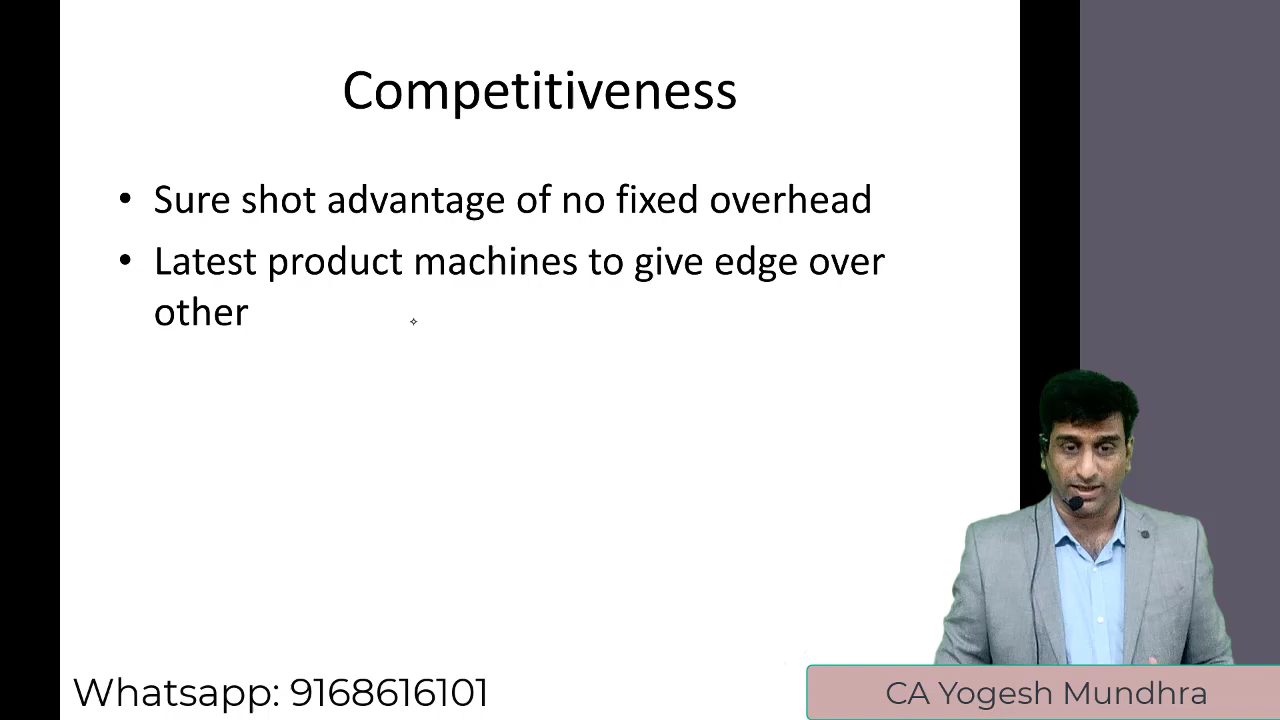 Competitiveness
• Sure shot advantage of no fixed overhead
• Latest product machines to give edge over
other
Whatsapp: 9168616101
CA Yogesh Mundhra